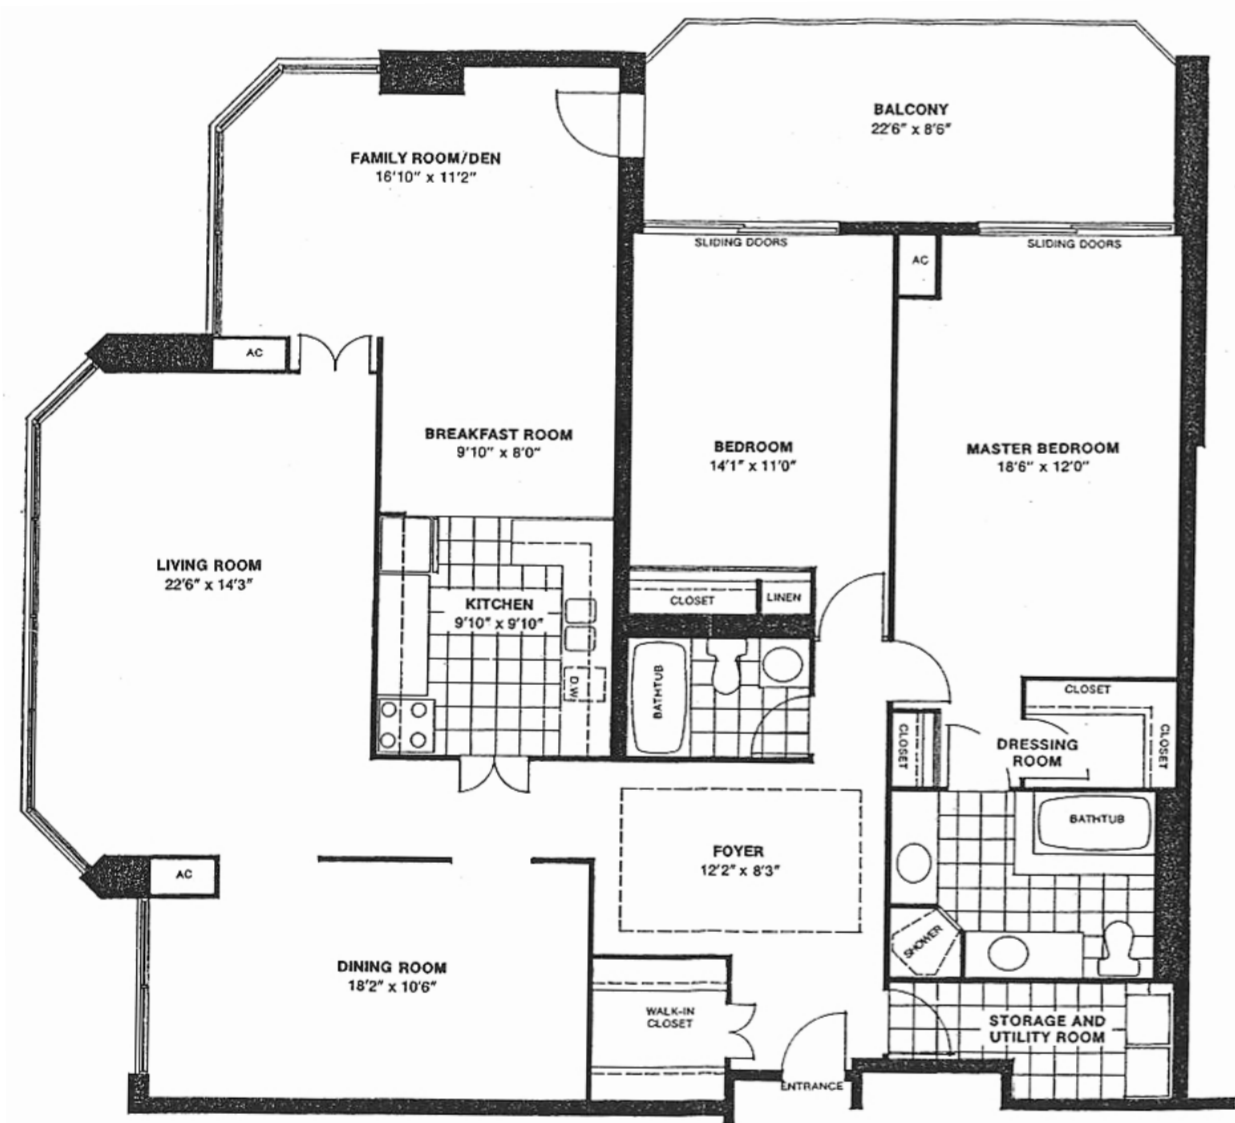 BALCONY
22'6" x 8'6"
FAMILY ROOM/DEN
16'10" x 11'2"
SLIDING DOORS
SLIDING DOORS
AC
AC
BREAKFAST ROOM
9'10" x 8'0"
BEDROOM
14'1" x 11'0"
MASTER BEDROOM
18'6" x 12'0"
LIVING ROOM
22'6" x 14'3"
KITCHEN
9'10" x 9'10"
CLOSET
LINEN
D.W.
BATHTUB
CLOSET
CLOSET
DRESSING
ROOM
CLOSET
BATHTUB
FOYER
12'2" x 8'3"
AC
SHOWER
DINING ROOM
18'2" x 10'6"
WALK-IN
CLOSET
STORAGE AND
UTILITY ROOM
ENTRANCE